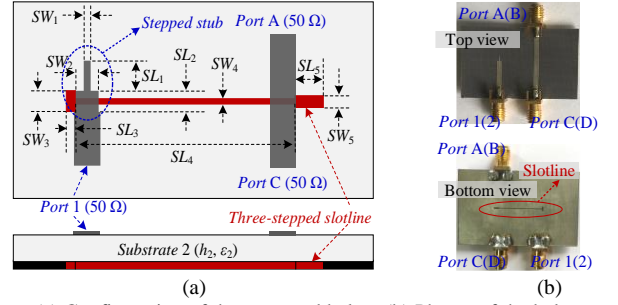 SW1
Stepped stub
Port A (50 Ω)
SW2
SL1
SL2
SW4
SL5
SW3
SL3
SL4
SW5
Port C (50 Ω)
Port 1 (50 Ω)
Three-stepped slotline
Substrate 2 (h2, ε2)
(a)
Port A(B)
Top view
Port 1(2)
Port C(D)
Port A(B)
Slotline
Bottom view
Port C(D)
Port 1(2)
(b)